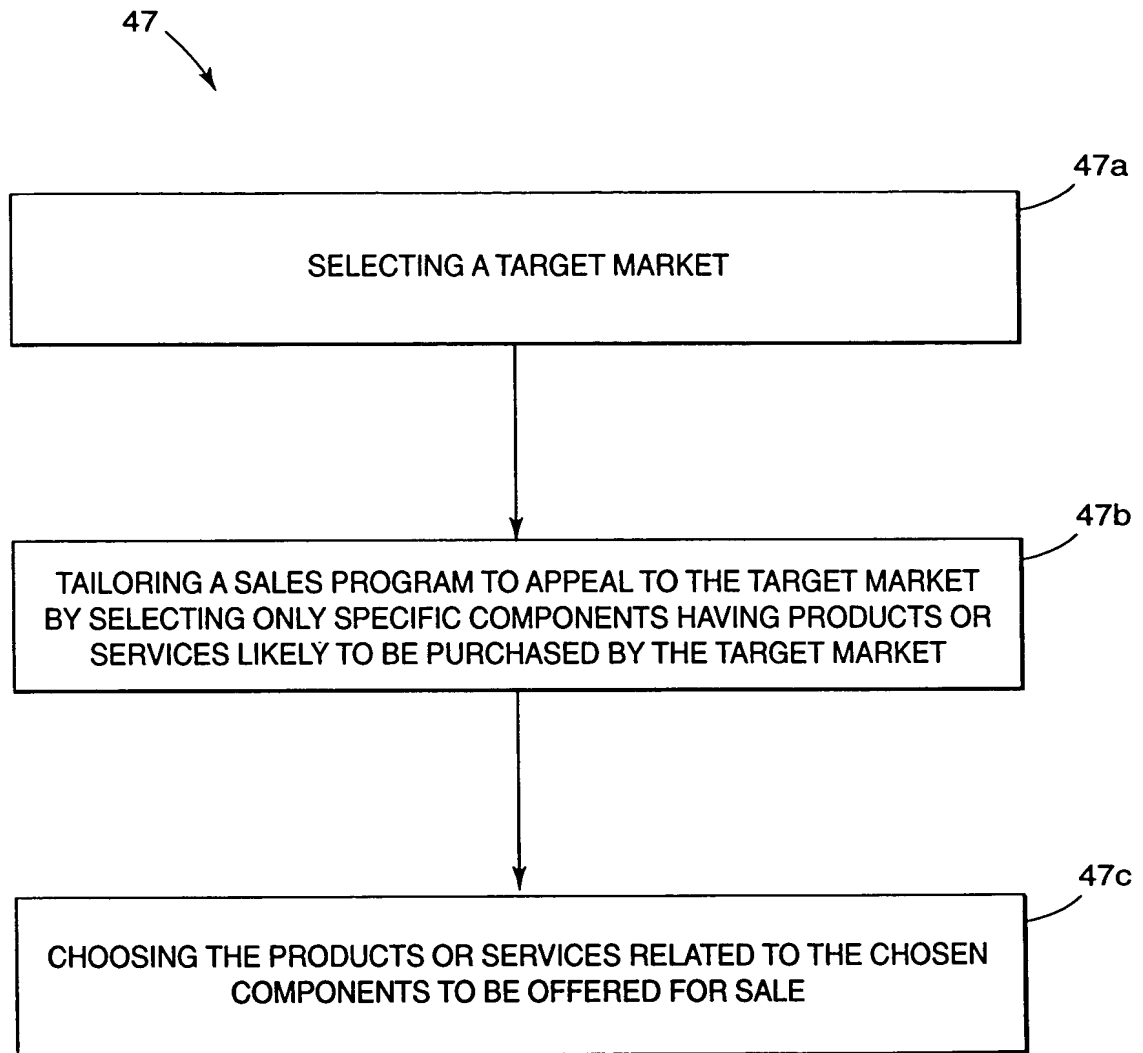 47
47a
SELECTING A TARGET MARKET
47b
TAILORING A SALES PROGRAM TO APPEAL TO THE TARGET MARKET
BY SELECTING ONLY SPECIFIC COMPONENTS HAVING PRODUCTS OR
SERVICES LIKELY TO BE PURCHASED BY THE TARGET MARKET
47c
CHOOSING THE PRODUCTS OR SERVICES RELATED TO THE CHOSEN
COMPONENTS TO BE OFFERED FOR SALE